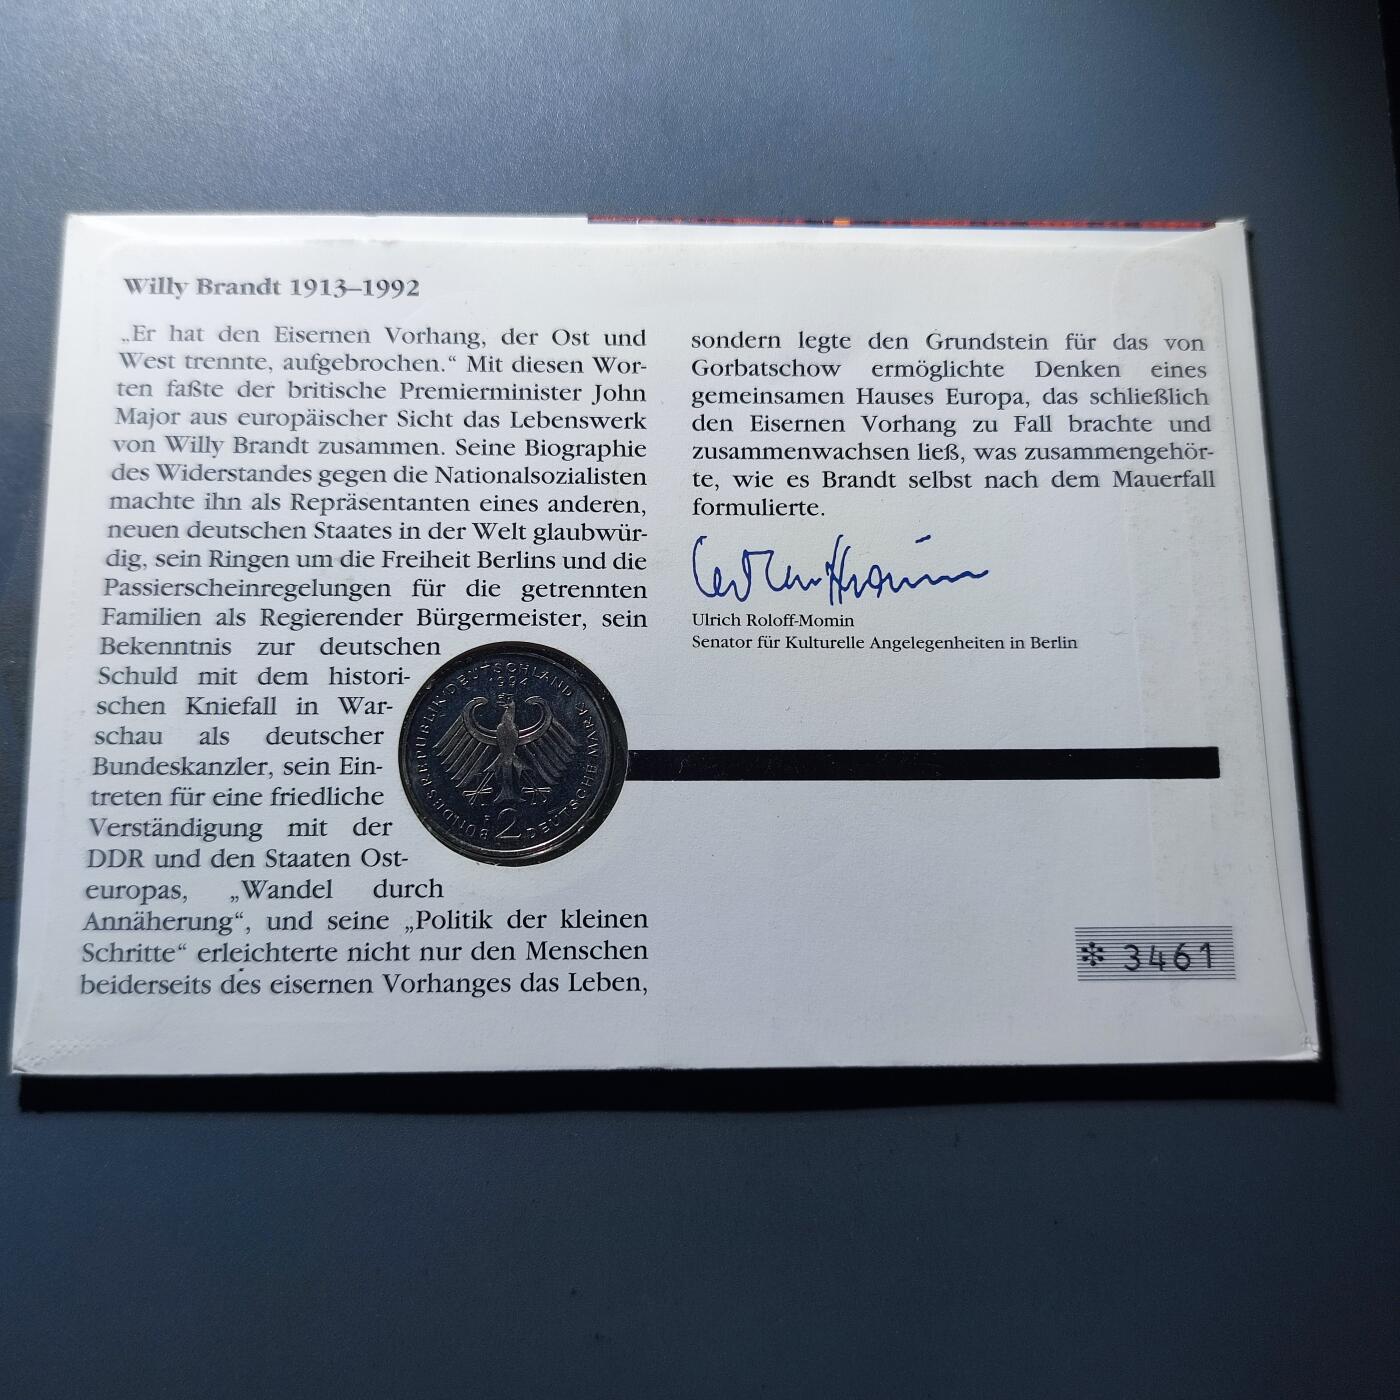 Willy Brandt 1913–1992
„Er hat den Eisernen Vorhang, der Ost und
West trennte, aufgebrochen.“ Mit diesen Wor-
ten faßte der britische Premierminister John
Major aus europäischer Sicht das Lebenswerk
von Willy Brandt zusammen. Seine Biographie
des Widerstandes gegen die Nationalsozialisten
machte ihn als Repräsentanten eines anderen,
neuen deutschen Staates in der Welt glaubwür-
dig, sein Ringen um die Freiheit Berlins und die
Passierscheinregelungen für die getrennten
Familien als Regierender Bürgermeister, sein
Bekenntnis zur deutschen
Schuld mit dem histori-
schen Kniefall in War-
schau als deutscher
Bundeskanzler, sein Ein-
treten für eine friedliche
Verständigung mit der
DDR und den Staaten Ost-
europas, „Wandel durch
Annäherung“, und seine „Politik der kleinen
Schritte“ erleichterte nicht nur den Menschen
beiderseits des eisernen Vorhanges das Leben,
sondern legte den Grundstein für das von
Gorbatschow ermöglichte Denken eines
gemeinsamen Hauses Europa, das schließlich
den Eisernen Vorhang zu Fall brachte und
zusammenwachsen ließ, was zusammengehör-
te, wie es Brandt selbst nach dem Mauerfall
formulierte.
Ulrich Roloff-Momin
Senator für Kulturelle Angelegenheiten in Berlin
BUNDESREPUBLIK DEUTSCHLAND
1994
2 DEUTSCHE MARK
* 3461